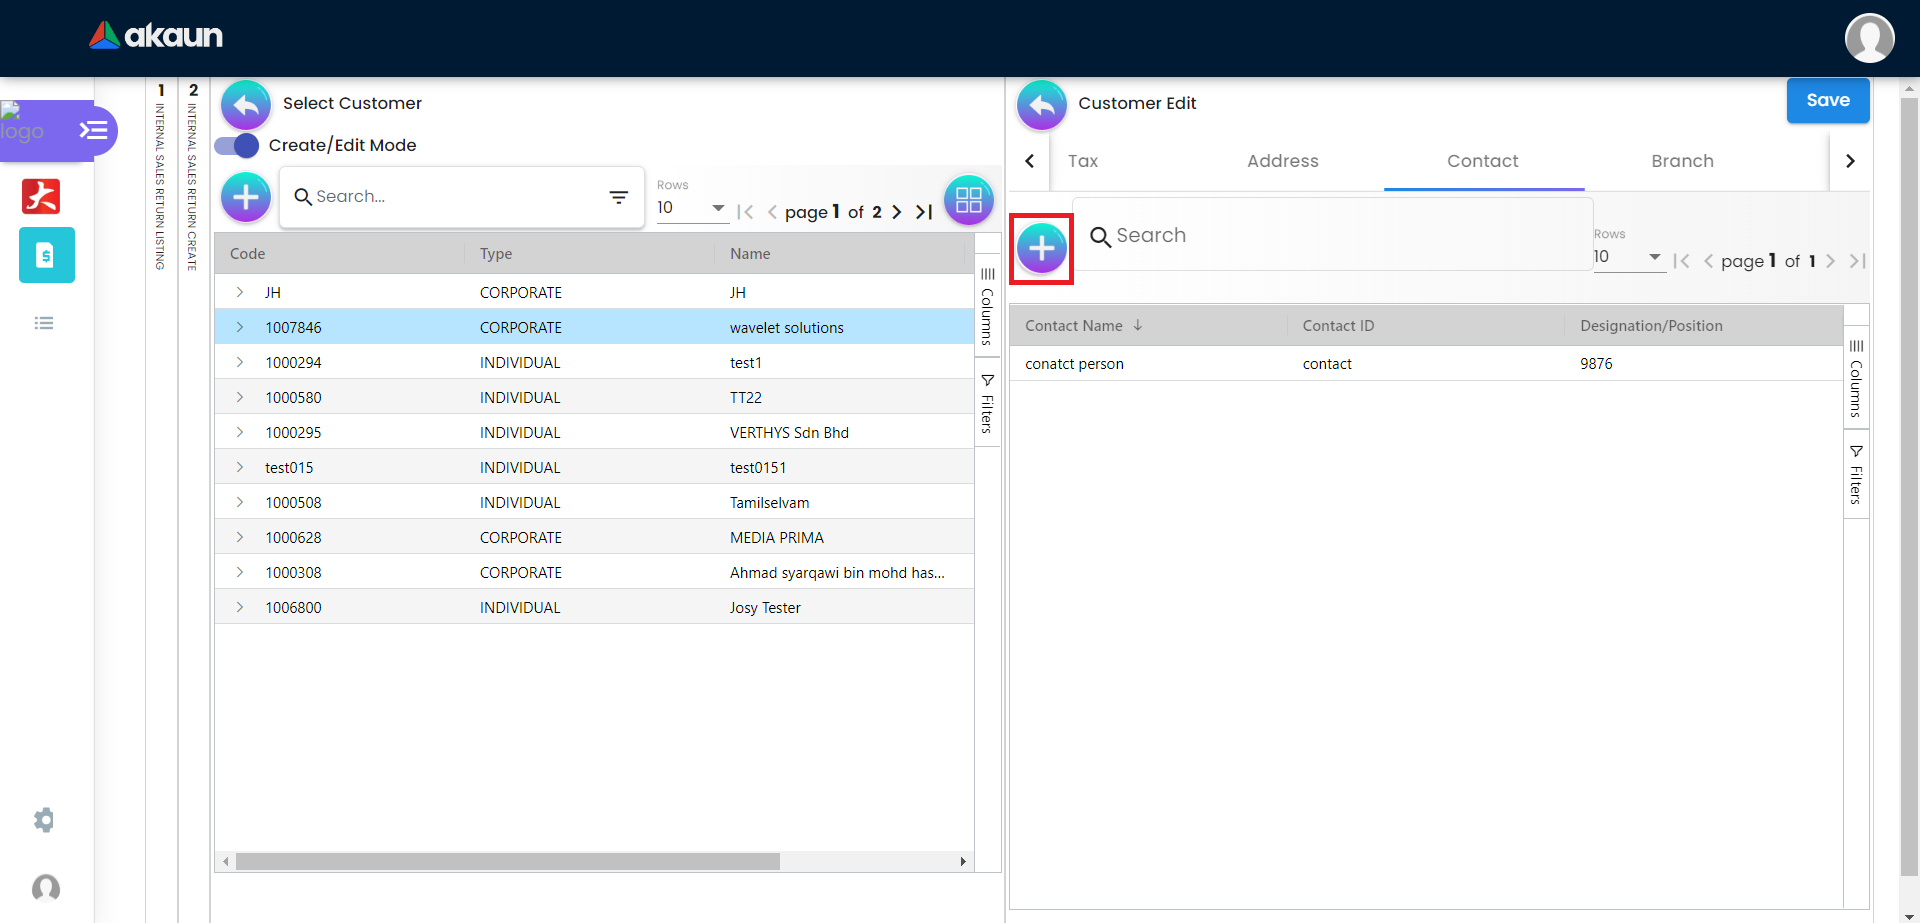 akaun
logo
1 INTERNAL SALES RETURN LISTING
2 INTERNAL SALES RETURN CREATE
Select Customer
Create/Edit Mode
Search...
Rows
10
page 1 of 2
Code Type Name
JH CORPORATE JH
1007846 CORPORATE wavelet solutions
1000294 INDIVIDUAL test1
1000580 INDIVIDUAL TT22
1000295 INDIVIDUAL VERTHYS Sdn Bhd
test015 INDIVIDUAL test0151
1000508 INDIVIDUAL Tamilselvam
1000628 CORPORATE MEDIA PRIMA
1000308 CORPORATE Ahmad syarqawi bin mohd has...
1006800 INDIVIDUAL Josy Tester
Columns
Filters
Customer Edit
Save
Tax Address Contact Branch
Search
Rows
10
page 1 of 1
Contact Name Contact ID Designation/Position
conatct person contact 9876
Columns
Filters